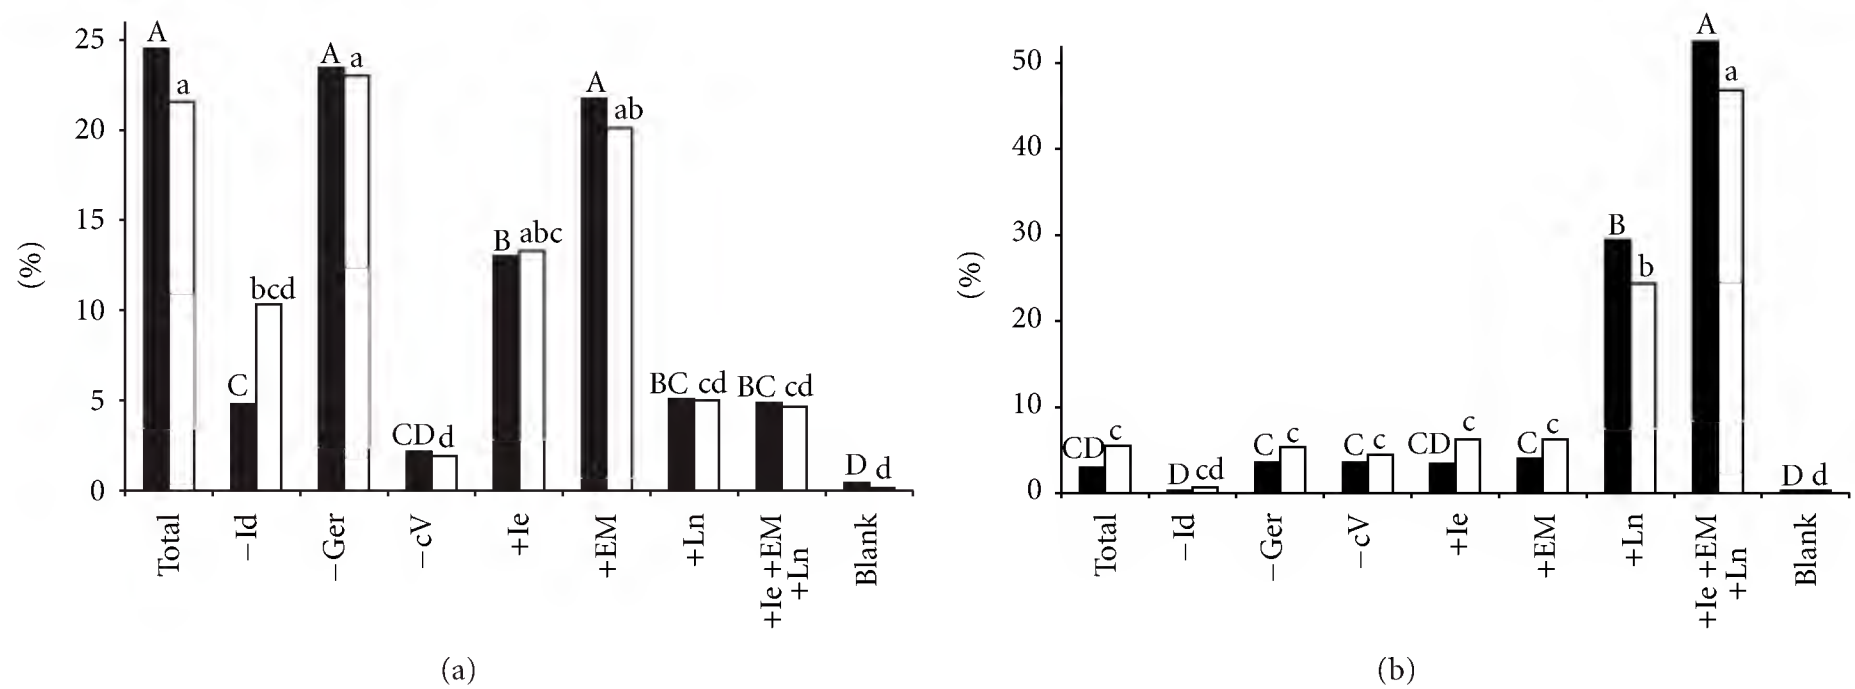 25
20
15
10
5
0
(%)
A
a
C
bcd
A
a
CD
d
B
abc
A
ab
BC
cd
BC
cd
D
d
Total
−Id
−Ger
−cV
+Ie
+EM
+Ln
+Ie +EM
+Ln
Blank
(a)
50
40
30
20
10
0
(%)
CD
c
D
cd
C
c
C
c
CD
c
C
c
B
b
A
a
D
d
Total
−Id
−Ger
−cV
+Ie
+EM
+Ln
+Ie +EM
+Ln
Blank
(b)